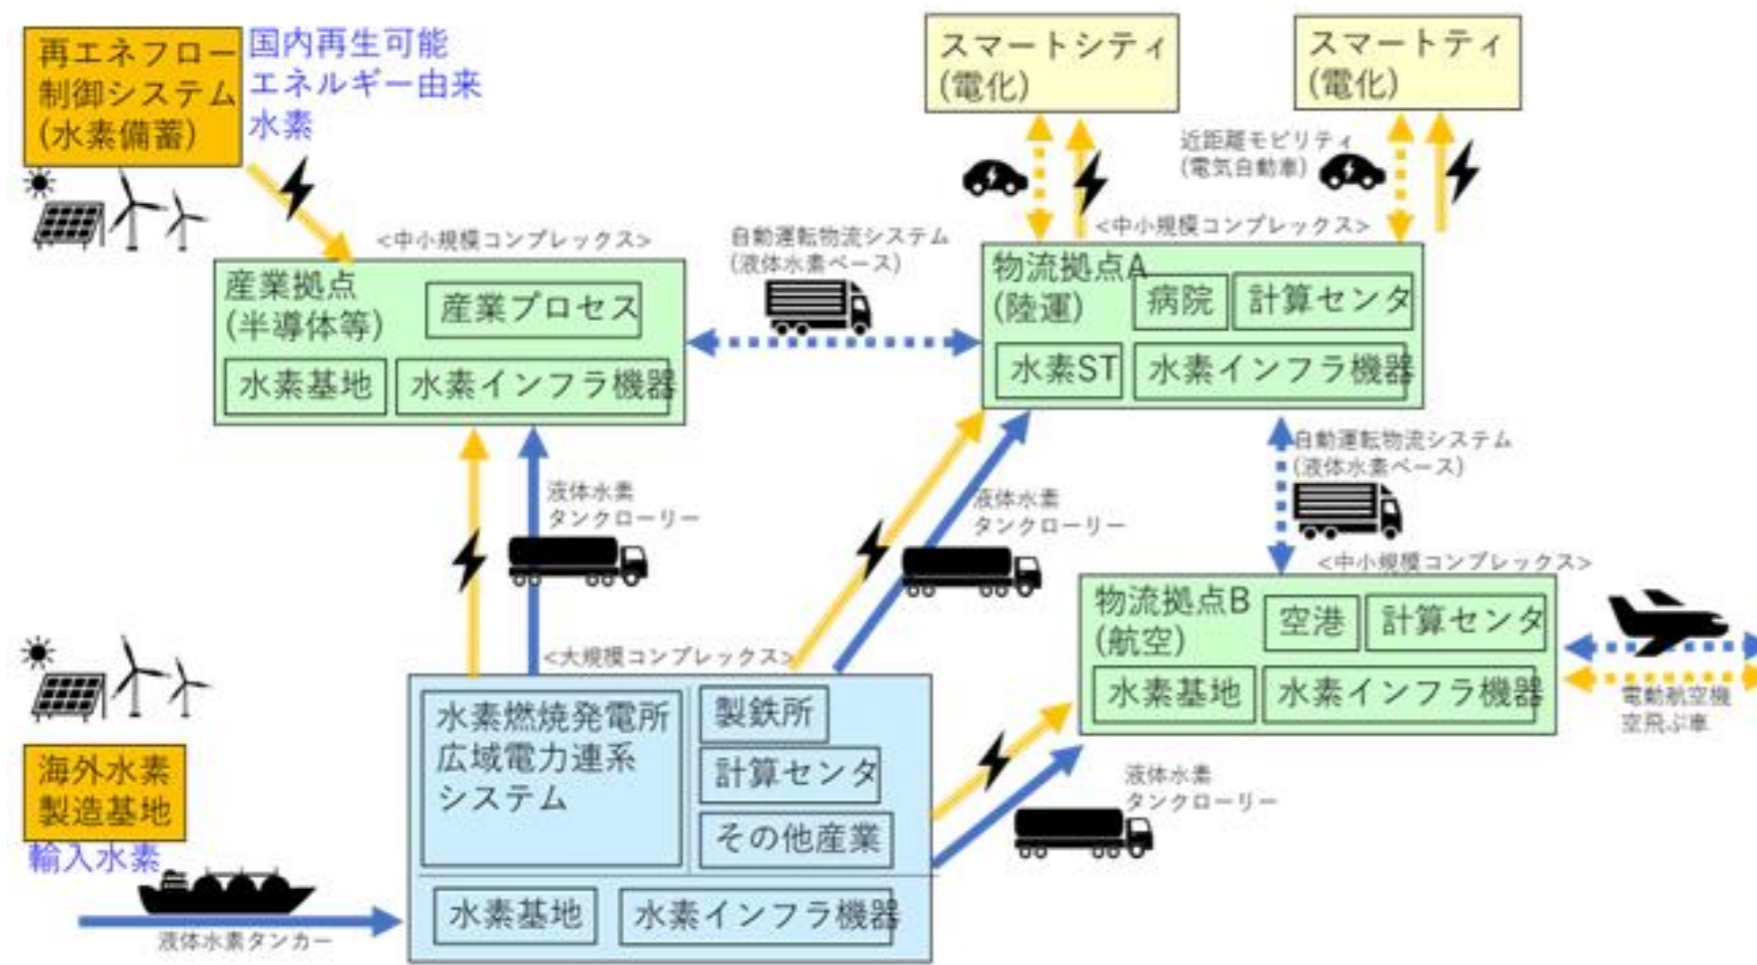 再エネフロー
制御システム
(水素備蓄)
国内再生可能
エネルギー由来
水素
スマートシティ
(電化)
スマートティ
(電化)
近距離モビリティ
(電気自動車)
<中小規模コンプレックス>
産業拠点
(半導体等)
産業プロセス
水素基地
水素インフラ機器
自動運転物流システム
(液体水素ベース)
<中小規模コンプレックス>
物流拠点A
(陸運)
病院
計算センタ
水素ST
水素インフラ機器
液体水素
タンクローリー
液体水素
タンクローリー
自動運転物流システム
(液体水素ベース)
<中小規模コンプレックス>
物流拠点B
(航空)
空港
計算センタ
水素基地
水素インフラ機器
電動航空機
空飛ぶ車
<大規模コンプレックス>
水素燃焼発電所
広域電力連系
システム
製鉄所
計算センタ
その他産業
水素基地
水素インフラ機器
液体水素
タンクローリー
海外水素
製造基地
輸入水素
液体水素タンカー